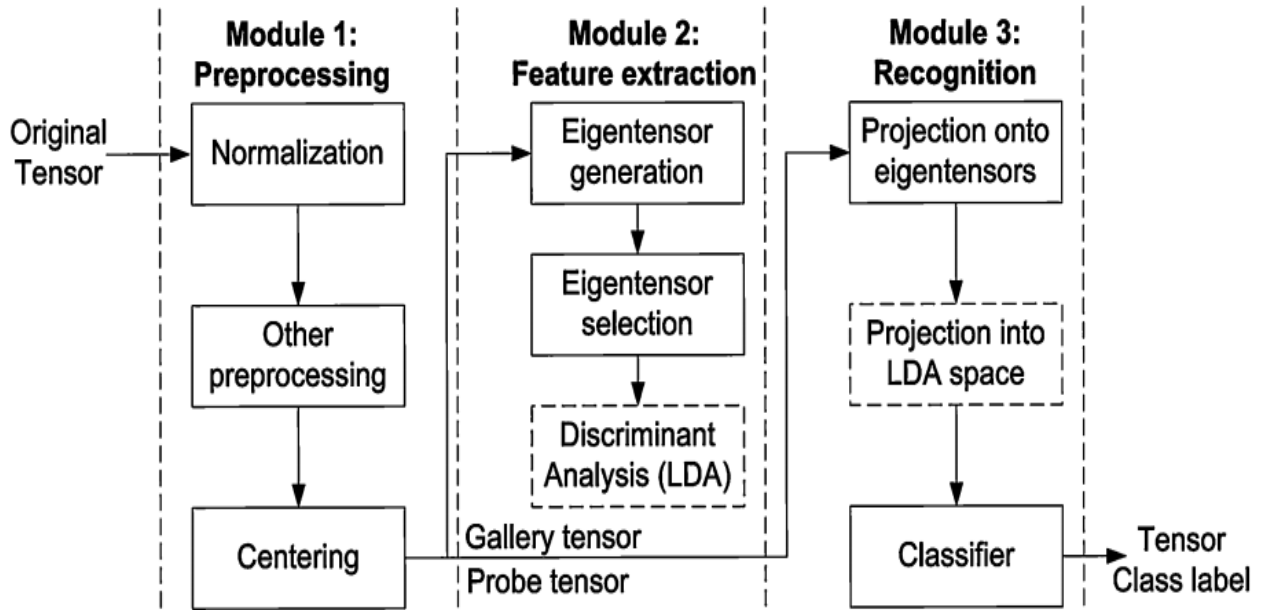 Module 1:
Preprocessing
Original
Tensor
Normalization
Other
preprocessing
Centering
Module 2:
Feature extraction
Eigentensor
generation
Eigentensor
selection
Discriminant
Analysis (LDA)
Gallery tensor
Probe tensor
Module 3:
Recognition
Projection onto
eigentensors
Projection into
LDA space
Classifier
Tensor
Class label